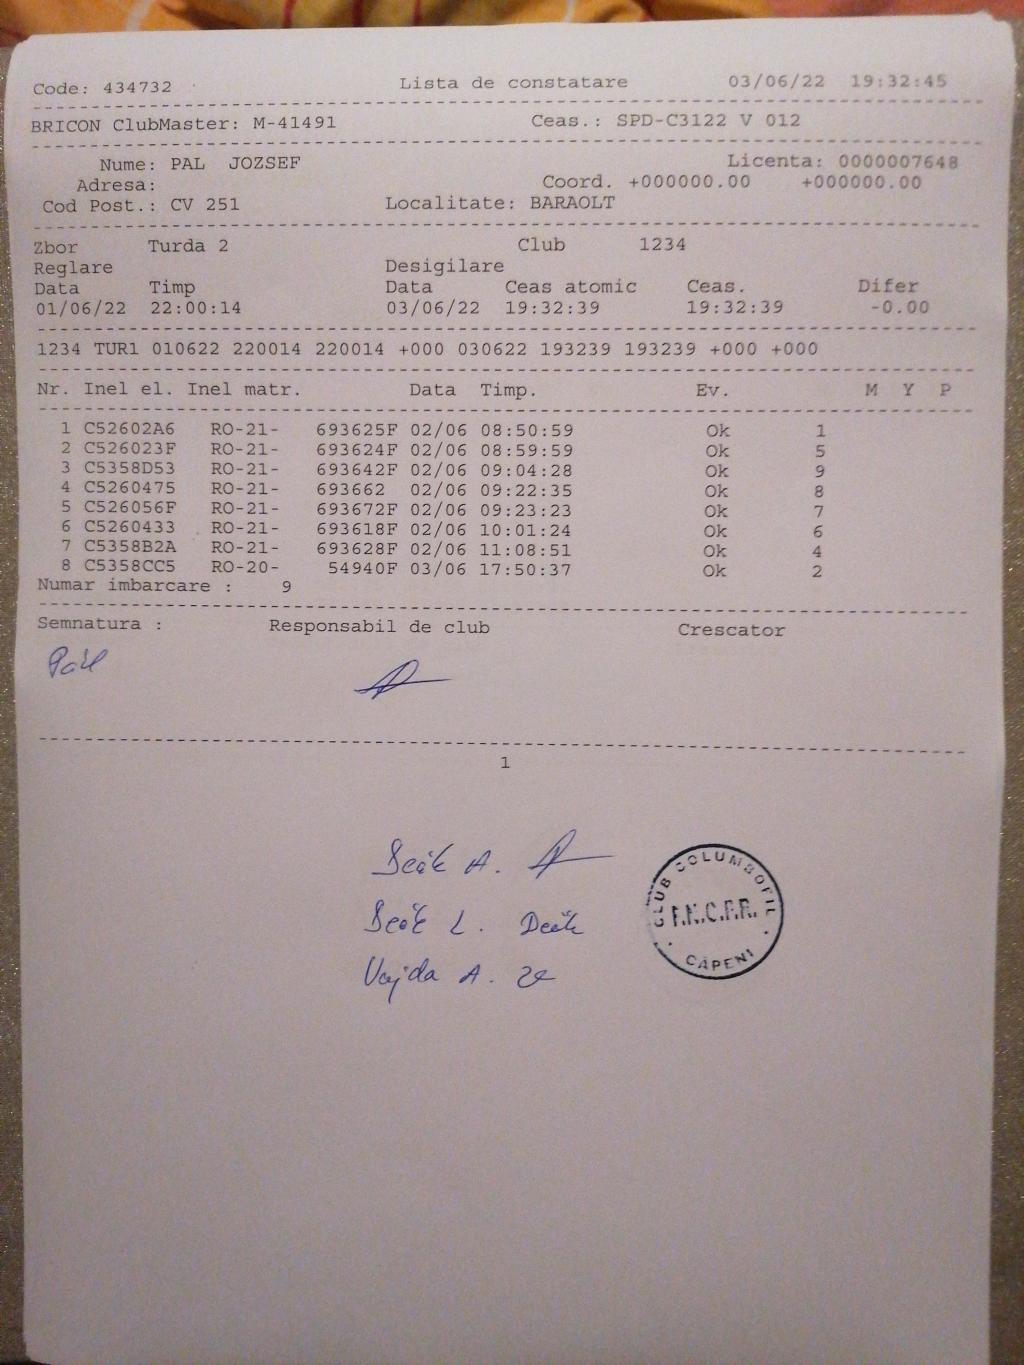 Code: 434732 Lista de constatare 03/06/22 19:32:45
BRICON ClubMaster: M-41491 Ceas.: SPD-C3122 V 012
Nume: PAL JOZSEF Licenta: 0000007648
Adresa: Coord. +000000.00 +000000.00
Cod Post.: CV 251 Localitate: BARAOLT
Zbor Turda 2 Club 1234
Reglare Desigilare
Data Timp Data Ceas atomic Ceas. Difer
01/06/22 22:00:14 03/06/22 19:32:39 19:32:39 -0.00
1234 TUR1 010622 220014 220014 +000 030622 193239 193239 +000 +000
Nr. Inel el. Inel matr. Data Timp. Ev. M Y P
1 C52602A6 RO-21- 693625F 02/06 08:50:59 Ok 1
2 C526023F RO-21- 693624F 02/06 08:59:59 Ok 5
3 C5358D53 RO-21- 693642F 02/06 09:04:28 Ok 9
4 C5260475 RO-21- 693662 02/06 09:22:35 Ok 8
5 C526056F RO-21- 693672F 02/06 09:23:23 Ok 7
6 C5260433 RO-21- 693618F 02/06 10:01:24 Ok 6
7 C5358B2A RO-21- 693628F 02/06 11:08:51 Ok 4
8 C5358CC5 RO-20- 54940F 03/06 17:50:37 Ok 2
Numar imbarcare : 9
Semnatura : Responsabil de club Crescator
Pál
1
Deák A.
Deák L. Deák
Vajda A.
CLUB COLUMBOFIL
F.N.C.P.R.
CĂPENI